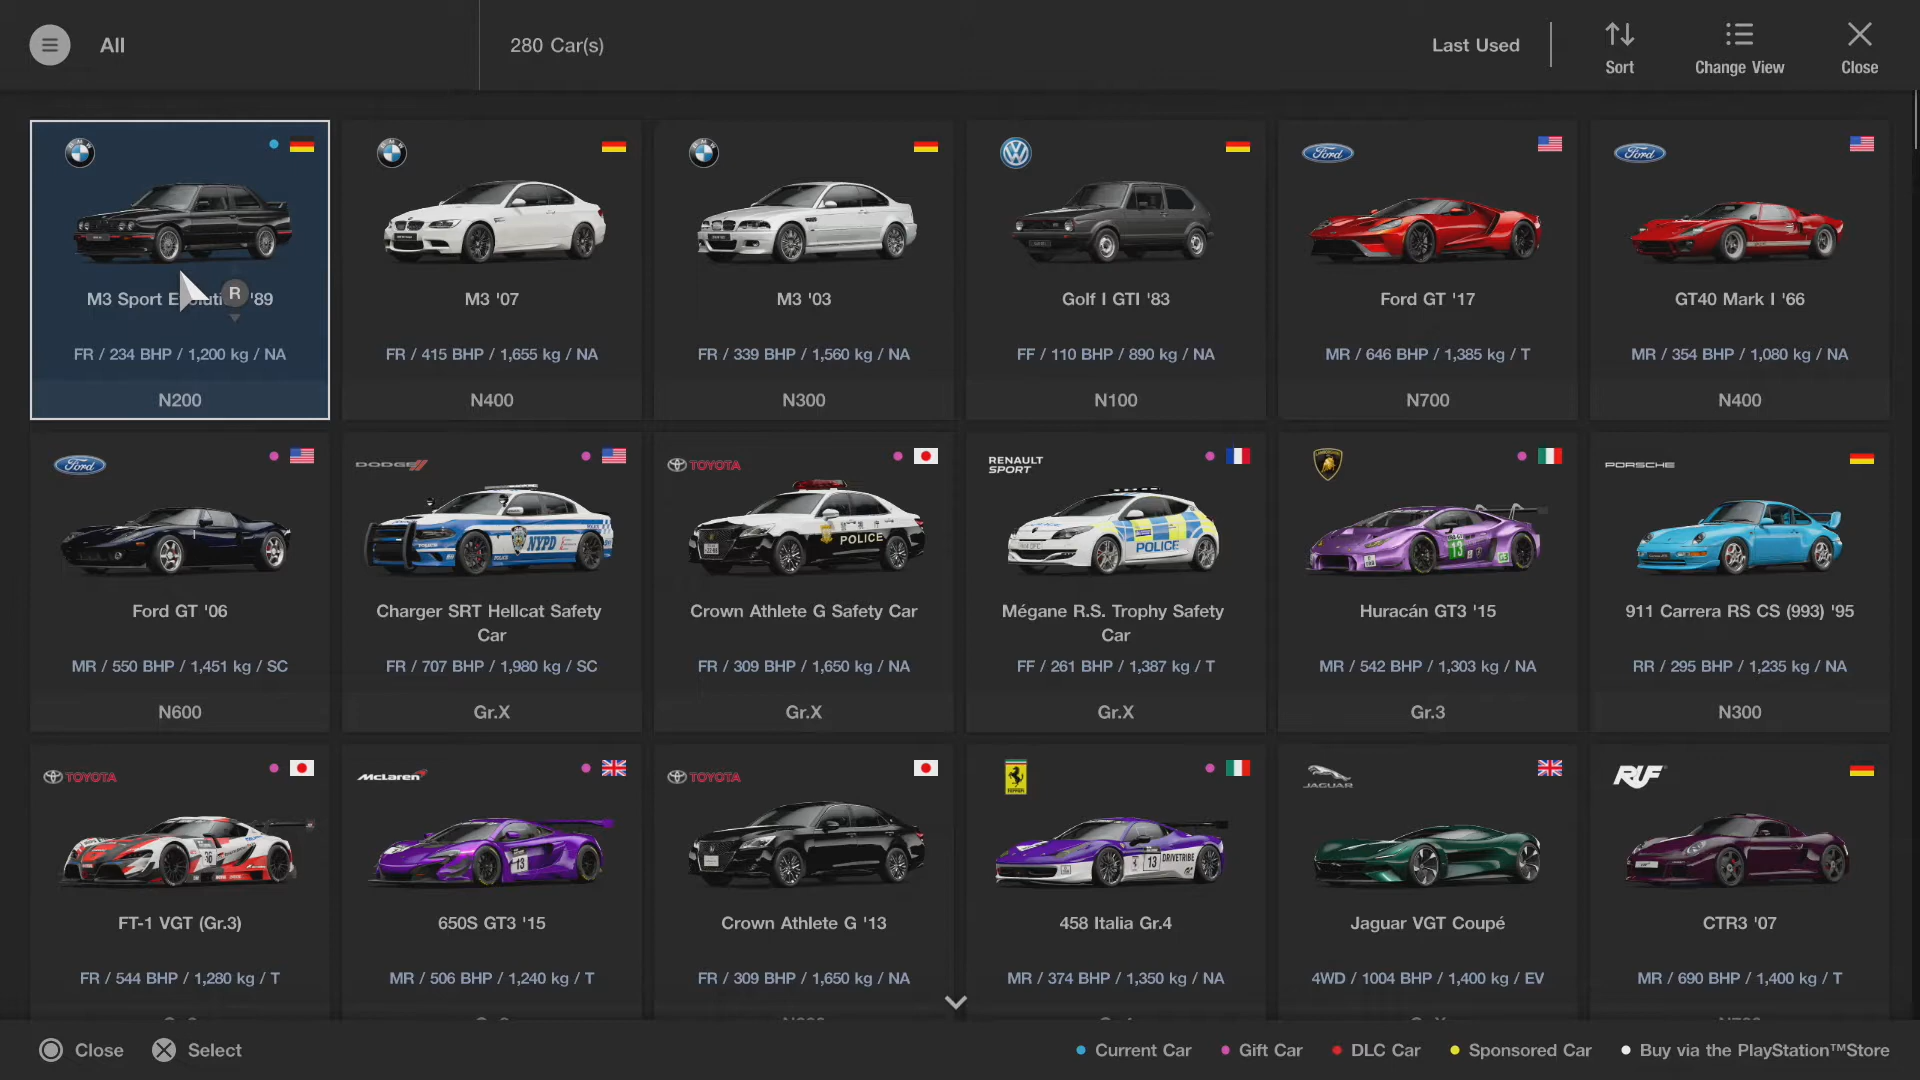 All
280 Car(s)
Last Used
Sort
Change View
Close
M3 Sport Evoluti '89
FR / 234 BHP / 1,200 kg / NA
N200
M3 '07
FR / 415 BHP / 1,655 kg / NA
N400
M3 '03
FR / 339 BHP / 1,560 kg / NA
N300
Golf I GTI '83
FF / 110 BHP / 890 kg / NA
N100
Ford
Ford GT '17
MR / 646 BHP / 1,385 kg / T
N700
Ford
GT40 Mark I '66
MR / 354 BHP / 1,080 kg / NA
N400
R
Ford
Ford GT '06
MR / 550 BHP / 1,451 kg / SC
N600
DODGE
NYPD
Charger SRT Hellcat Safety
Car
FR / 707 BHP / 1,980 kg / SC
Gr.X
TOYOTA
POLICE
Crown Athlete G Safety Car
FR / 309 BHP / 1,650 kg / NA
Gr.X
RENAULT
SPORT
POLICE
Mégane R.S. Trophy Safety
Car
FF / 261 BHP / 1,387 kg / T
Gr.X
13
Huracán GT3 '15
MR / 542 BHP / 1,303 kg / NA
Gr.3
PORSCHE
911 Carrera RS CS (993) '95
RR / 295 BHP / 1,235 kg / NA
N300
TOYOTA
FT-1 VGT (Gr.3)
FR / 544 BHP / 1,280 kg / T
McLaren
13
650S GT3 '15
MR / 506 BHP / 1,240 kg / T
TOYOTA
Crown Athlete G '13
FR / 309 BHP / 1,650 kg / NA
13
DRIVETRIBE
458 Italia Gr.4
MR / 374 BHP / 1,350 kg / NA
JAGUAR
Jaguar VGT Coupé
4WD / 1004 BHP / 1,400 kg / EV
RUF
CTR3 '07
MR / 690 BHP / 1,400 kg / T
Close
Select
Current Car
Gift Car
DLC Car
Sponsored Car
Buy via the PlayStation™Store